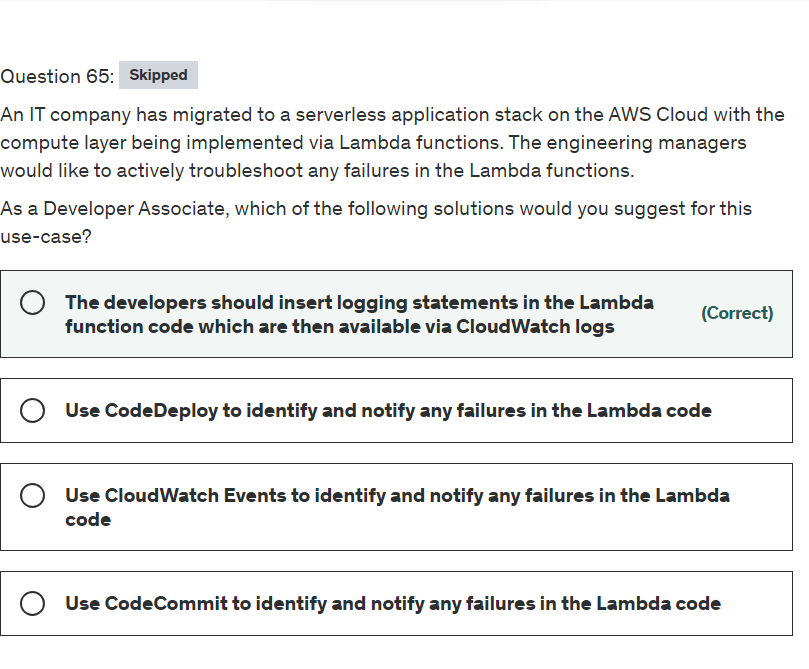 Question 65: Skipped
An IT company has migrated to a serverless application stack on the AWS Cloud with the
compute layer being implemented via Lambda functions. The engineering managers
would like to actively troubleshoot any failures in the Lambda functions.
As a Developer Associate, which of the following solutions would you suggest for this
use-case?
The developers should insert logging statements in the Lambda
function code which are then available via CloudWatch logs
(Correct)
Use CodeDeploy to identify and notify any failures in the Lambda code
Use CloudWatch Events to identify and notify any failures in the Lambda
code
Use CodeCommit to identify and notify any failures in the Lambda code